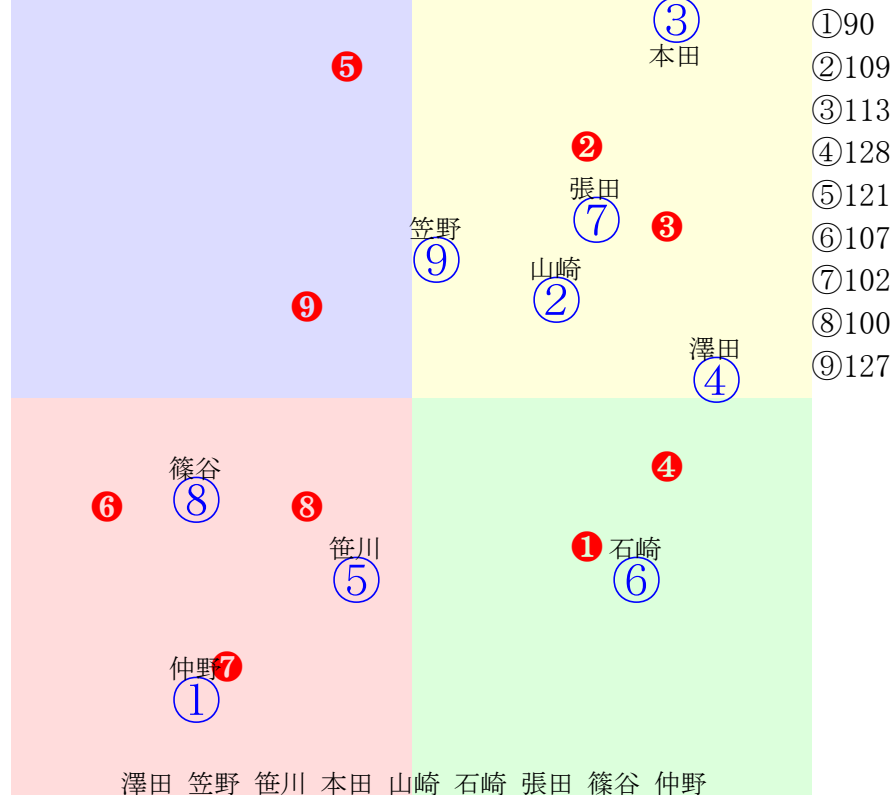 ③
①90
本田
❺
②109
③113
❷
④128
張田
⑤121
⑦
❸
笠野
⑥107
⑨
山崎
⑦102
②
❾
⑧100
澤田
⑨127
④
篠谷
❹
⑧
❻
❽
笹川
❶
石崎
⑤
⑥
仲野
❼
①
澤田 笠野 笹川 本田 山崎 石崎 張田 篠谷 仲野